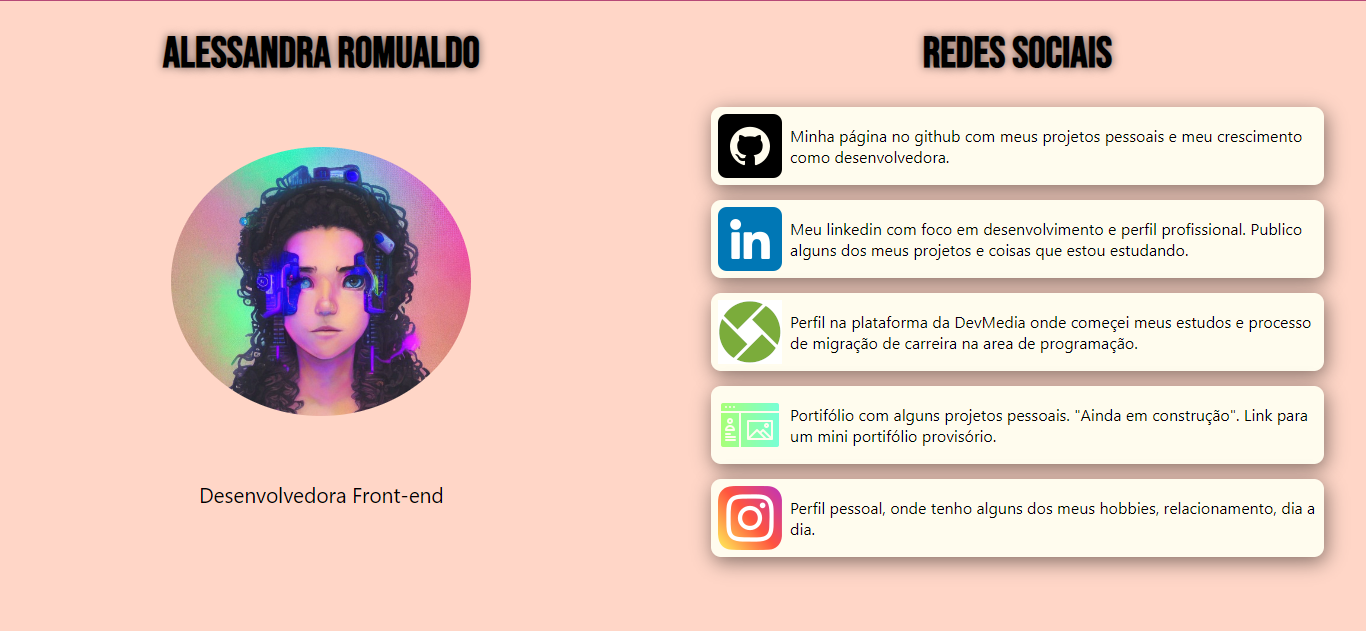 ALESSANDRA ROMUALDO
Desenvolvedora Front-end
REDES SOCIAIS
Minha página no github com meus projetos pessoais e meu crescimento
como desenvolvedora.
in
Meu linkedin com foco em desenvolvimento e perfil profissional. Publico
alguns dos meus projetos e coisas que estou estudando.
Perfil na plataforma da DevMedia onde começei meus estudos e processo
de migração de carreira na area de programação.
Portifólio com alguns projetos pessoais. "Ainda em construção". Link para
um mini portifólio provisório.
Perfil pessoal, onde tenho alguns dos meus hobbies, relacionamento, dia a
dia.